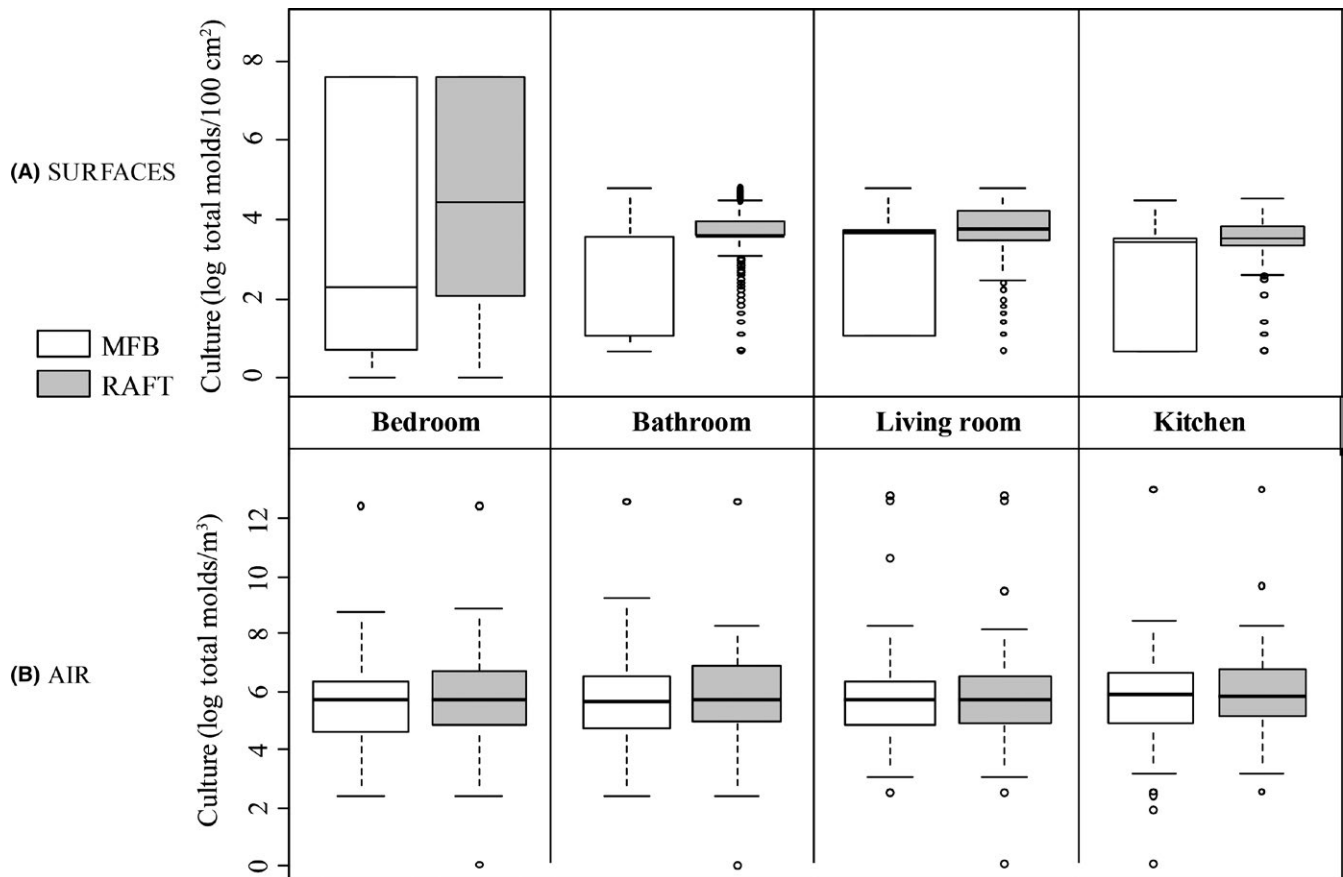 Culture (log total molds/100 cm²)
8
6
4
2
0
(A) SURFACES
MFB
RAFT
Bedroom Bathroom Living room Kitchen
Culture (log total molds/m³)
12
10
8
6
4
2
0
(B) AIR